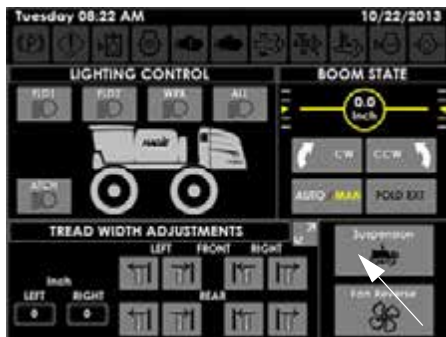 Tuesday 08:22 AM 10/22/2013
LIGHTING CONTROL
FLD1 FLD2 WRK ALL
HAGIE
ATCH
BOOM STATE
0.0
Inch
CW CCW
AUTO MAN FOLD EXT
TREAD WIDTH ADJUSTMENTS
LEFT FRONT RIGHT
Inch
LEFT RIGHT
REAR
0 0
Suspension
Fan Reverse